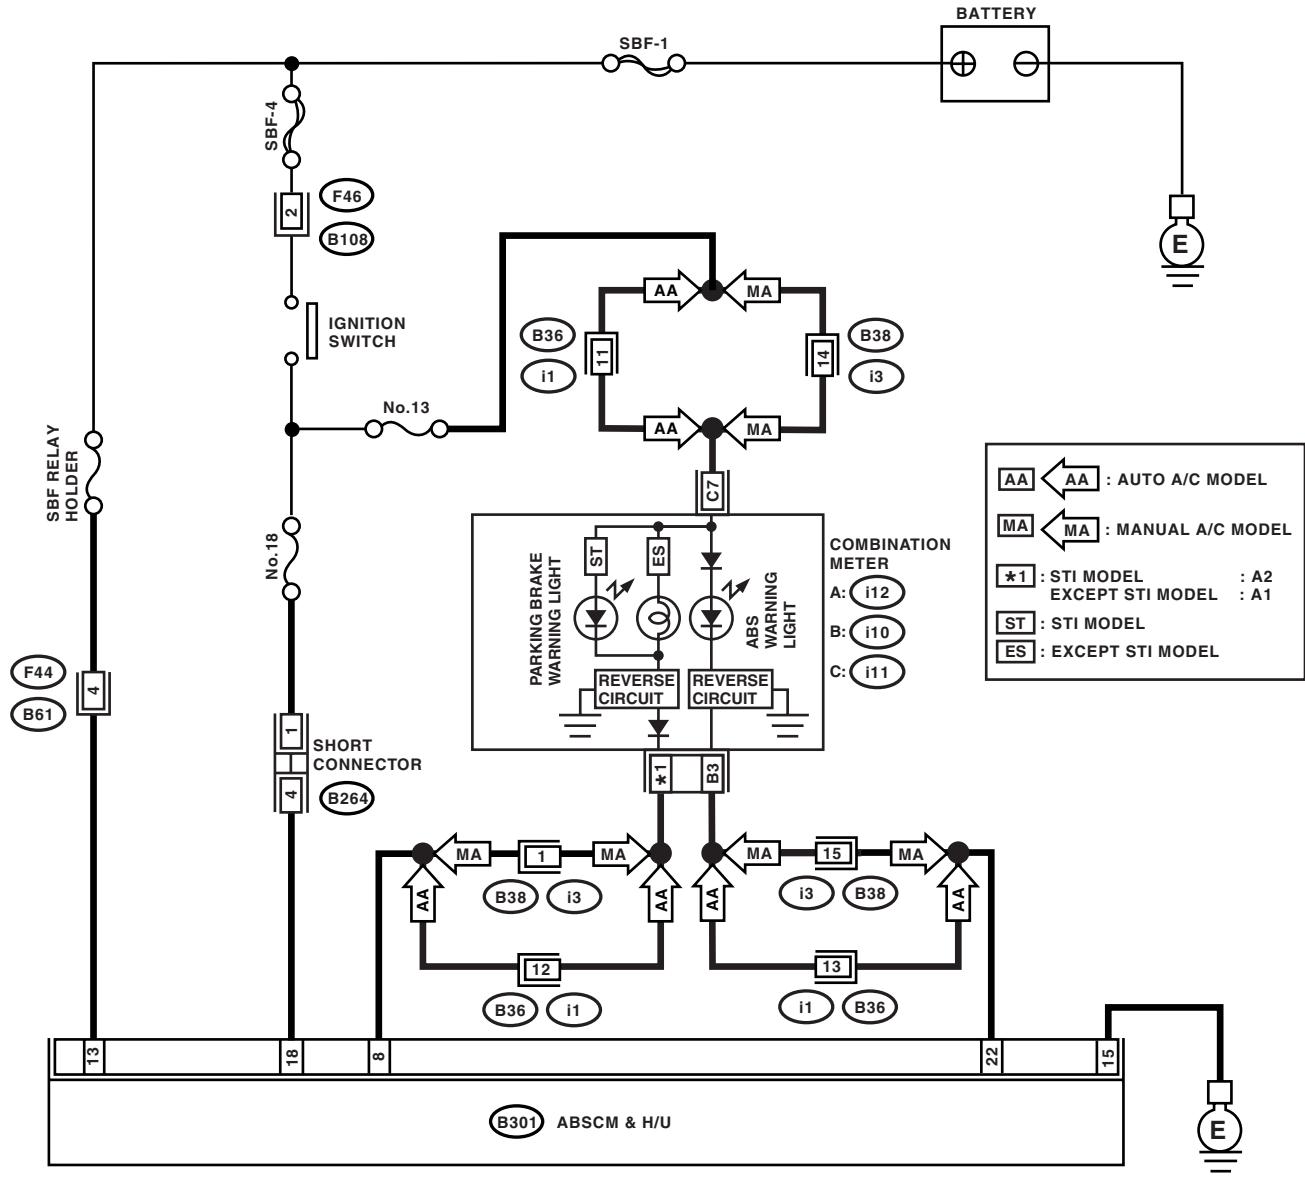 BATTERY
SBF-1
SBF-4
2
F46
B108
E
IGNITION
SWITCH
AA
MA
B36
i1
11
14
B38
i3
No.13
AA
MA
SBF RELAY
HOLDER
C7
No.18
AA
AA
: AUTO A/C MODEL
MA
MA
: MANUAL A/C MODEL
*1
: STI MODEL : A2
EXCEPT STI MODEL : A1
ST
: STI MODEL
ES
: EXCEPT STI MODEL
PARKING BRAKE
WARNING LIGHT
ST
ES
ABS
WARNING
LIGHT
COMBINATION
METER
A: i12
B: i10
C: i11
REVERSE
CIRCUIT
REVERSE
CIRCUIT
F44
B61
4
1
4
SHORT
CONNECTOR
B264
*1
B3
MA
1
MA
MA
15
MA
B38
i3
i3
B38
AA
AA
AA
AA
12
13
B36
i1
i1
B36
13
18
8
22
15
B301
ABSCM & H/U
E